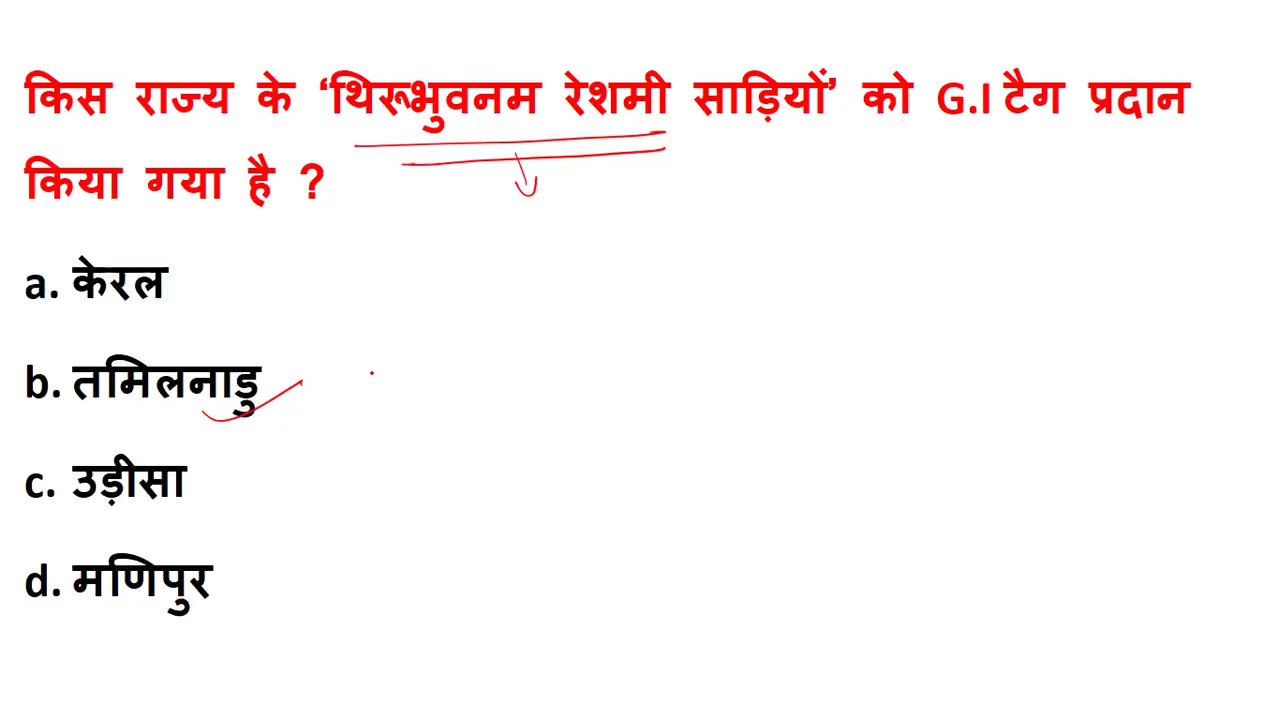 किस राज्य के ‘थिरूभुवनम रेशमी साड़ियों’ को G.I टैग प्रदान
किया गया है ?
a. केरल
b. तमिलनाडु
c. उड़ीसा
d. मणिपुर